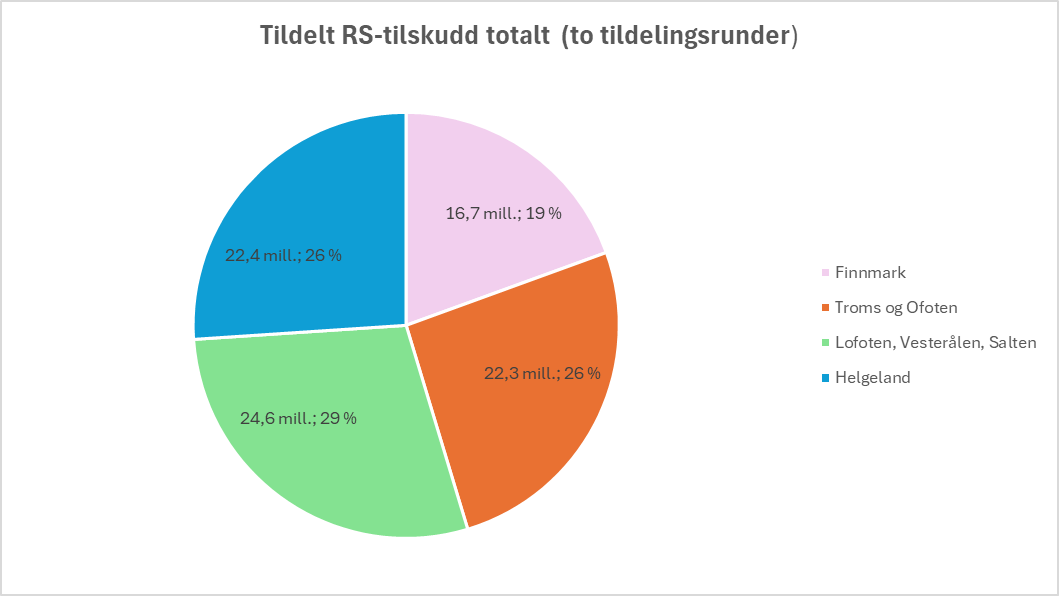 Tildelt RS-tilskudd totalt  (to tildelingsrunder)
16,7 mill.; 19 %
22,4 mill.; 26 %
22,3 mill.; 26 %
24,6 mill.; 29 %
Finnmark
Troms og Ofoten
Lofoten, Vesterålen, Salten
Helgeland